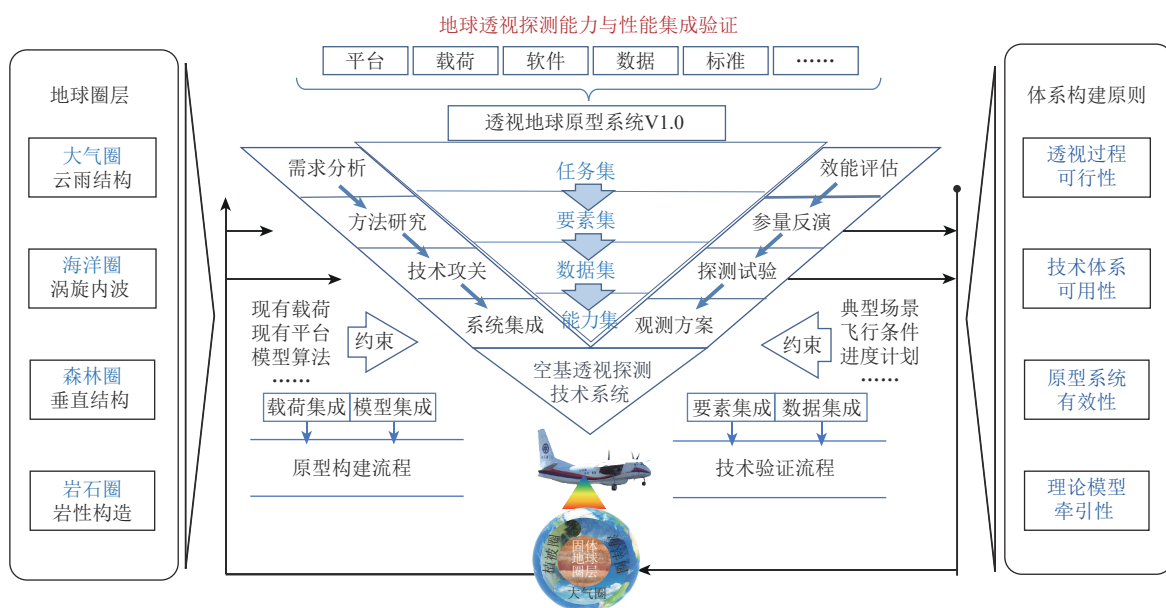 地球透视探测能力与性能集成验证
平台
载荷
软件
数据
标准
……
透视地球原型系统V1.0
地球圈层
大气圈
云雨结构
海洋圈
涡旋内波
森林圈
垂直结构
岩石圈
岩性构造
需求分析
方法研究
技术攻关
系统集成
任务集
要素集
数据集
能力集
效能评估
参量反演
探测试验
观测方案
空基透视探测
技术系统
现有载荷
现有平台
模型算法
……
约束
载荷集成
模型集成
原型构建流程
约束
典型场景
飞行条件
进度计划
……
要素集成
数据集成
技术验证流程
植被圈
固体
地球
圈层
海洋圈
大气圈
体系构建原则
透视过程
可行性
技术体系
可用性
原型系统
有效性
理论模型
牵引性